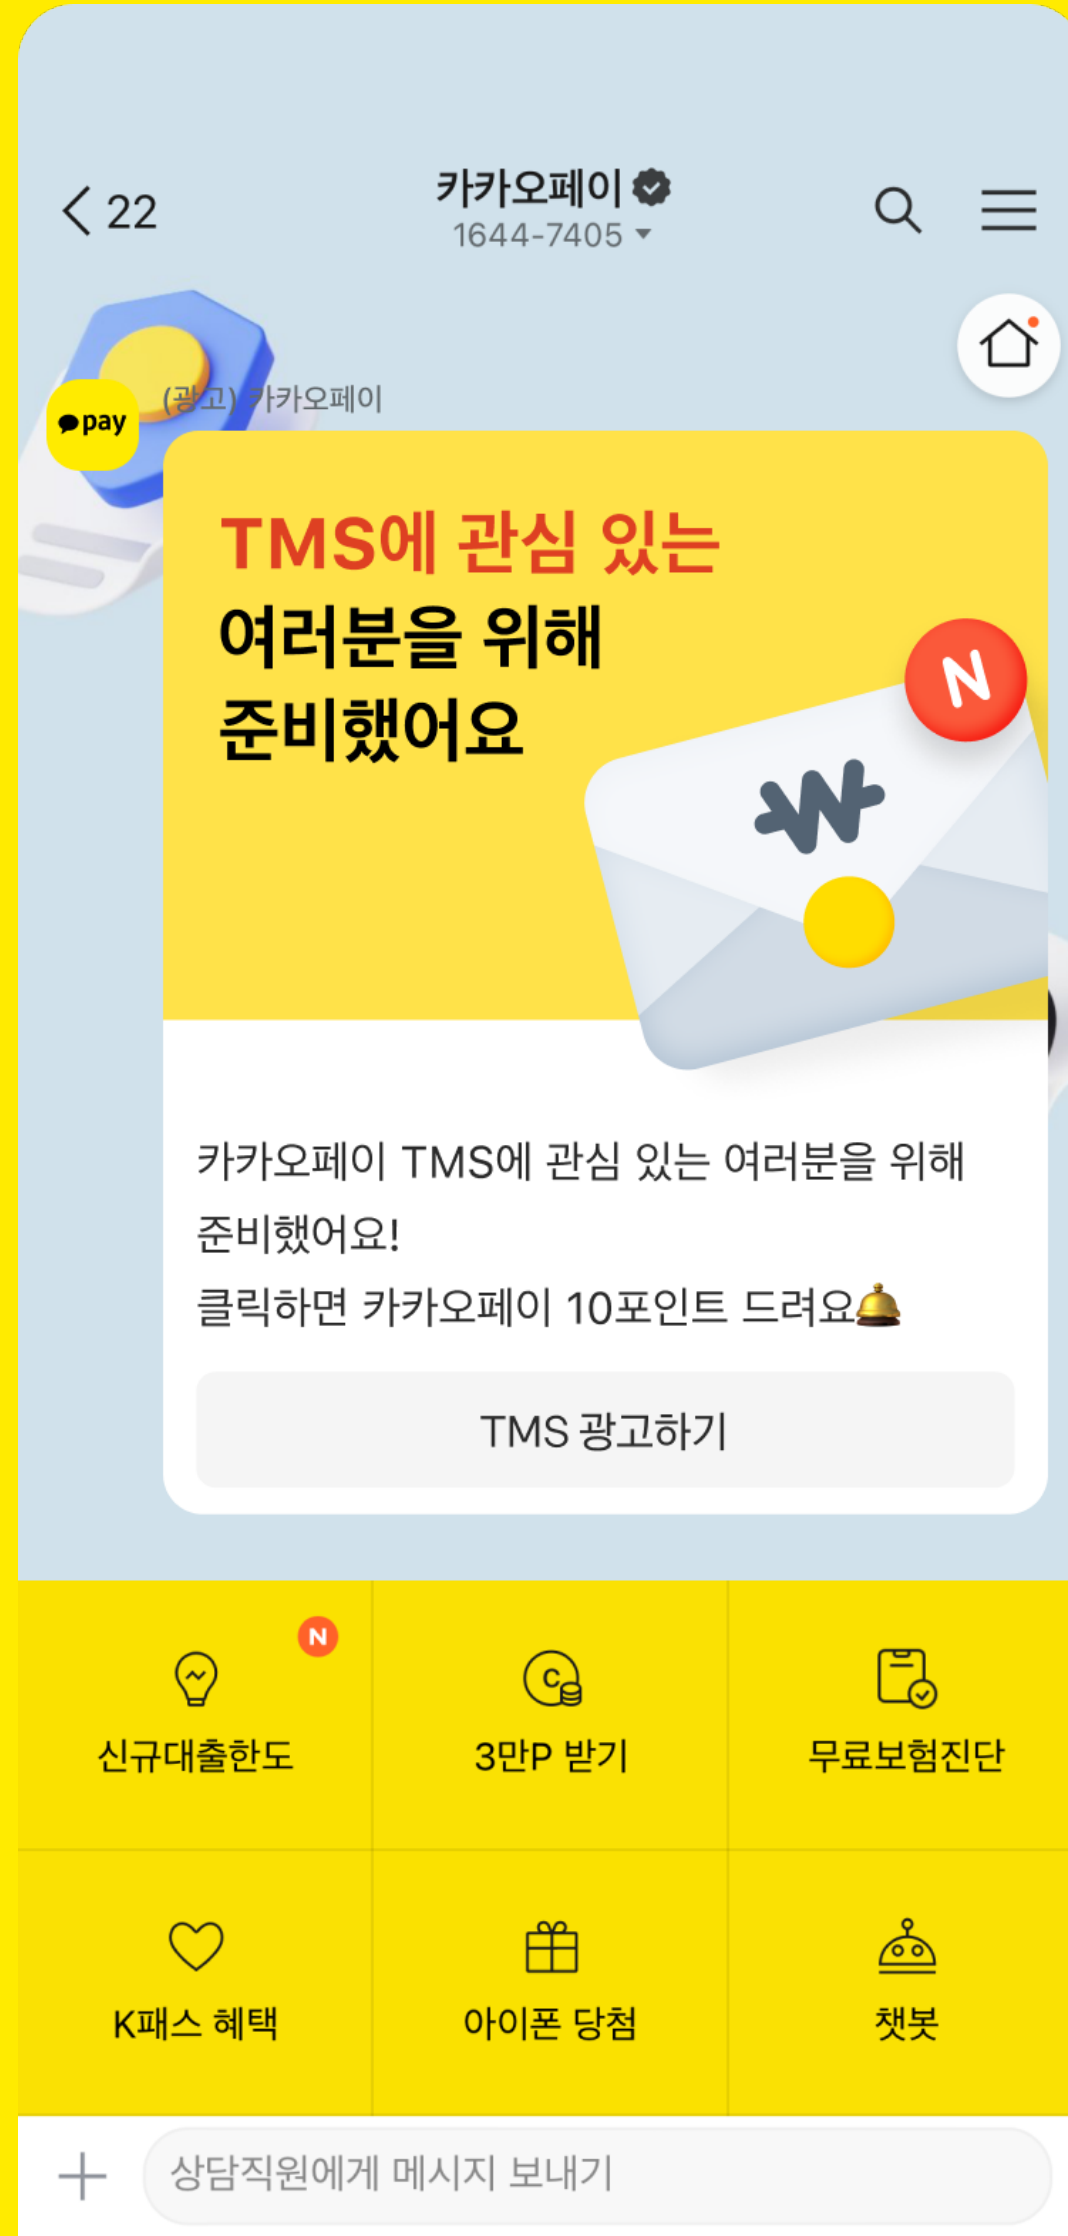 22
카카오페이
1644-7405
pay
(광고) 카카오페이
TMS에 관심 있는
여러분을 위해
준비했어요
N
₩
카카오페이 TMS에 관심 있는 여러분을 위해
준비했어요!
클릭하면 카카오페이 10포인트 드려요🛎️
TMS 광고하기
N
신규대출한도
C
3만P 받기
무료보험진단
K패스 혜택
아이폰 당첨
챗봇
상담직원에게 메시지 보내기